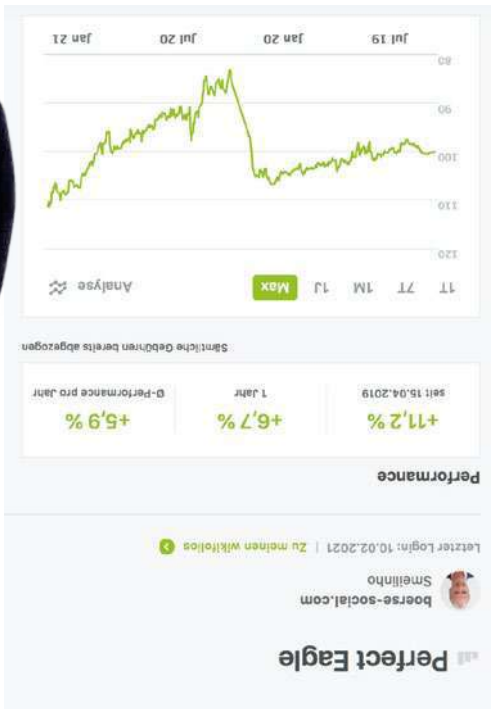 Perfect Eagle
boerse-social.com
Smeilinho
Letzter Login: 10.02.2021 | Zu meinen wikifolios
Performance
+11,2 % +6,7 % +5,9 %
seit 15.04.2019 1 Jahr Ø-Performance pro Jahr
Sämtliche Gebühren bereits abgezogen
1T 7T 1M 1J Max Analyse
120
110
100
90
80
Jul 19 Jan 20 Jul 20 Jan 21